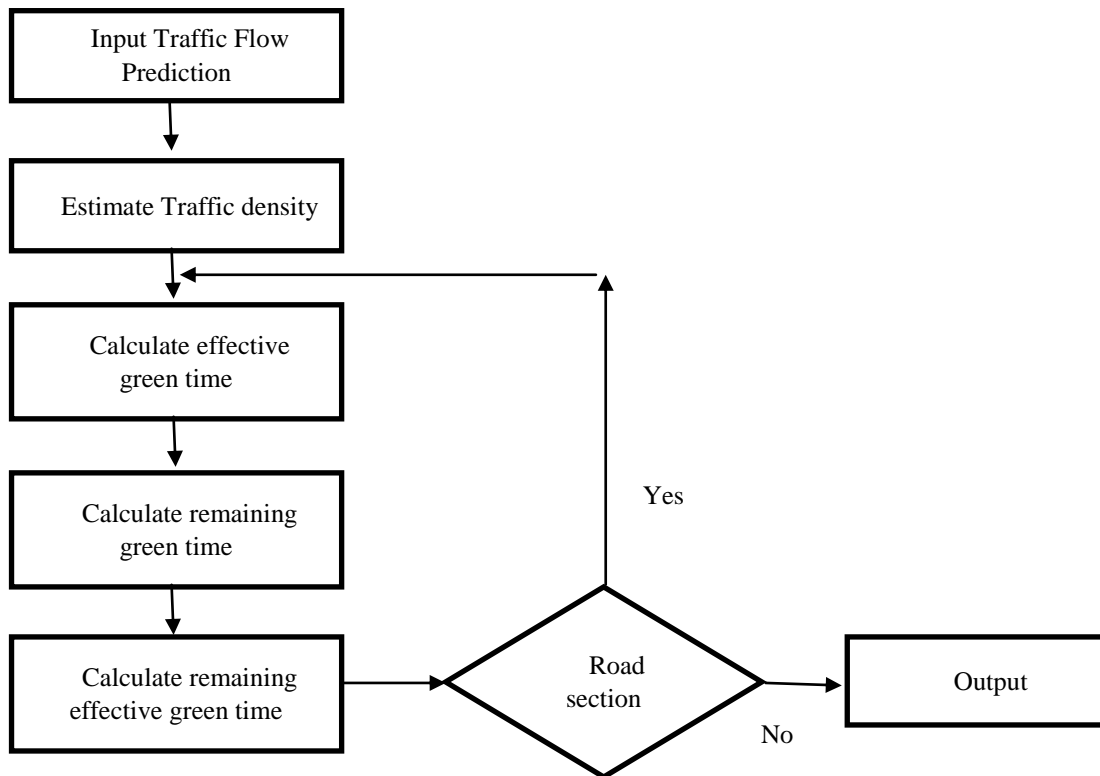 Input Traffic Flow
Prediction
Estimate Traffic density
Calculate effective
green time
Calculate remaining
green time
Calculate remaining
effective green time
Road
section
Yes
No
Output